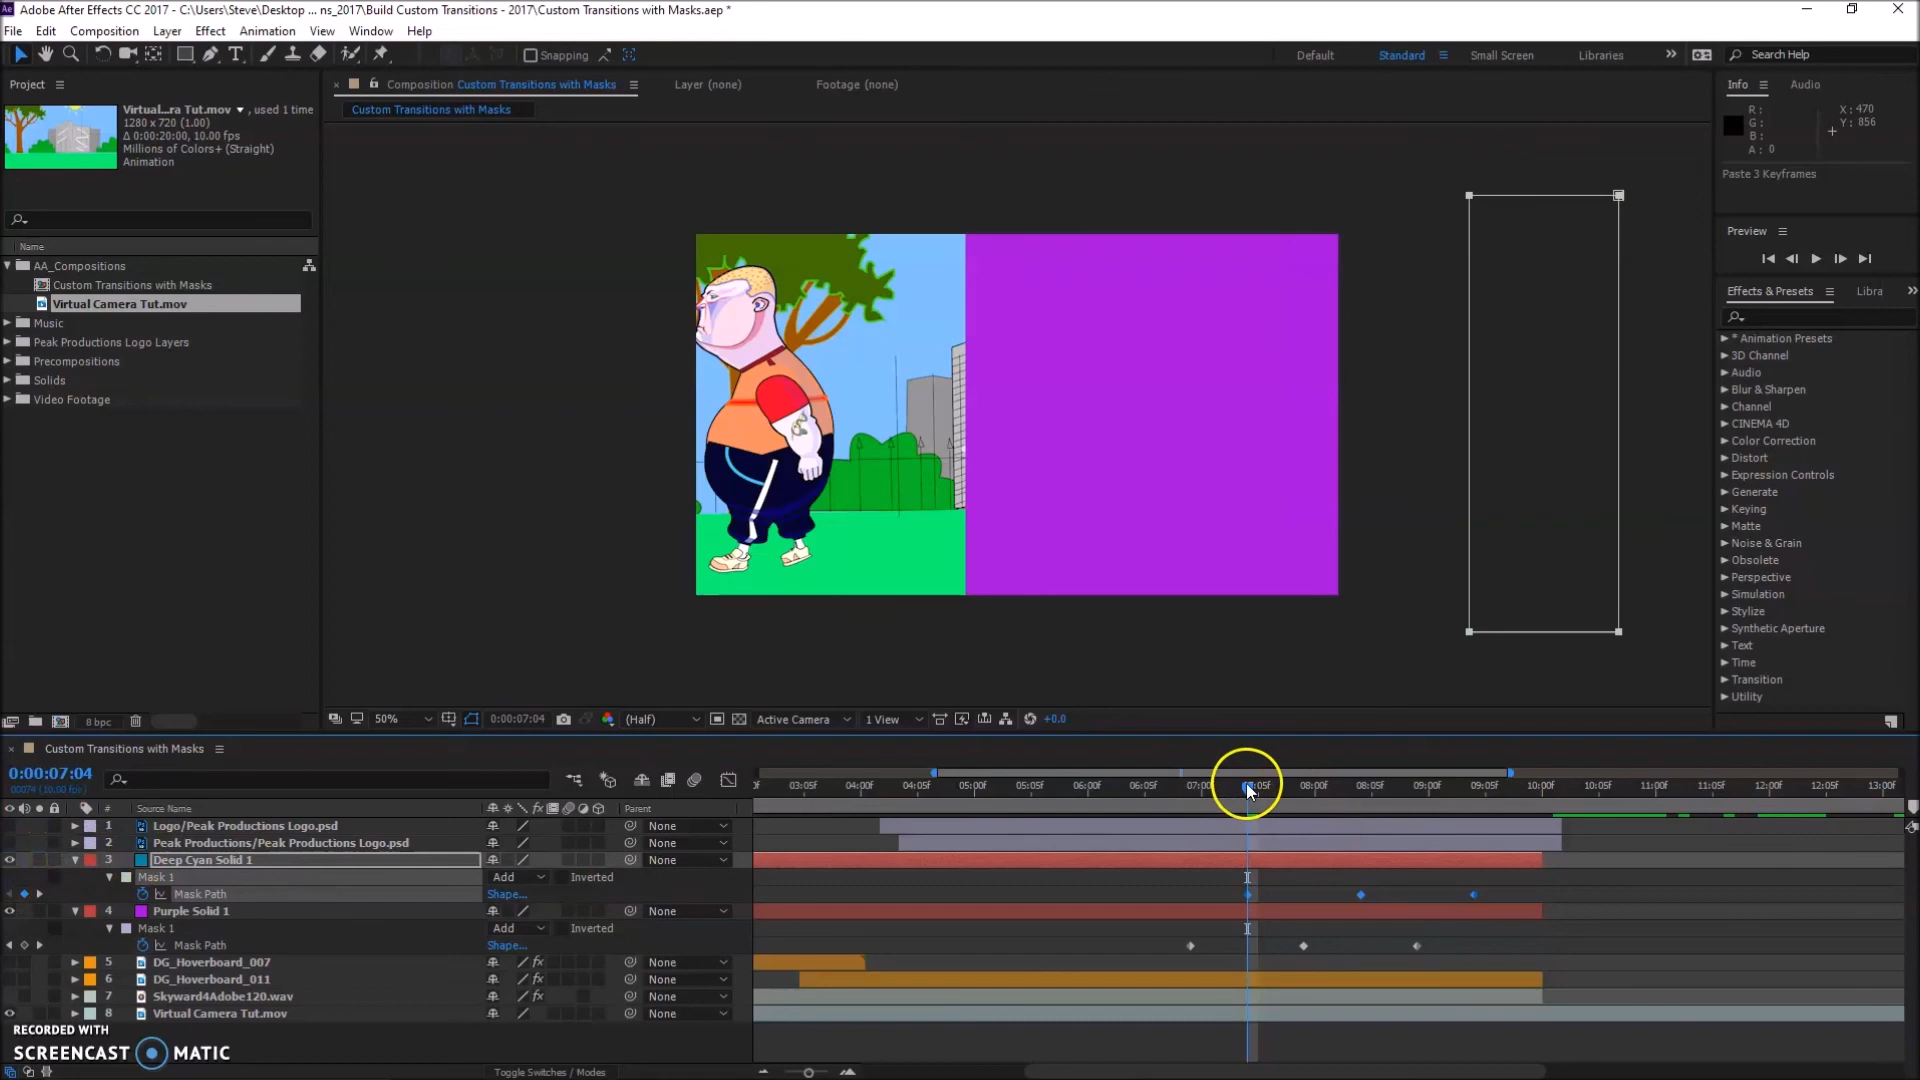 Adobe After Effects CC 2017 - C:\Users\Steve\Desktop ... ns_2017\Build Custom Transitions - 2017\Custom Transitions with Masks.aep *
File Edit Composition Layer Effect Animation View Window Help
Snapping Default Standard Small Screen Libraries Search Help
Project Composition Custom Transitions with Masks Layer (none) Footage (none) Info Audio
Custom Transitions with Masks
Virtual...ra Tut.mov , used 1 time
1280 x 720 (1.00)
Δ 0:00:20:00, 10.00 fps
Millions of Colors+ (Straight)
Animation
R:
G:
B:
A: 0
X: 470
Y: 856
Paste 3 Keyframes
Preview
Effects & Presets Libra
Name
AA_Compositions
Custom Transitions with Masks
Virtual Camera Tut.mov
Music
Peak Productions Logo Layers
Precompositions
Solids
Video Footage
* Animation Presets
3D Channel
Audio
Blur & Sharpen
Channel
CINEMA 4D
Color Correction
Distort
Expression Controls
Generate
Keying
Matte
Noise & Grain
Obsolete
Perspective
Simulation
Stylize
Synthetic Aperture
Text
Time
Transition
Utility
8 bpc 50% 0:00:07:04 (Half) Active Camera 1 View +0.0
Custom Transitions with Masks
0:00:07:04
00074 (10.00 fps)
03:05f 04:00f 04:05f 05:00f 05:05f 06:00f 06:05f 07:00f 05f 08:00f 08:05f 09:00f 09:05f 10:00f 10:05f 11:00f 11:05f 12:00f 12:05f 13:00f
# Source Name fx Parent
1 Logo/Peak Productions Logo.psd None
2 Peak Productions/Peak Productions Logo.psd None
3 Deep Cyan Solid 1 None
Mask 1 Add Inverted
Mask Path Shape...
4 Purple Solid 1 None
Mask 1 Add Inverted
Mask Path Shape...
5 DG_Hoverboard_007 fx None
6 DG_Hoverboard_011 fx None
7 Skyward4Adobe120.wav fx None
8 Virtual Camera Tut.mov None
RECORDED WITH
SCREENCAST MATIC
Toggle Switches / Modes